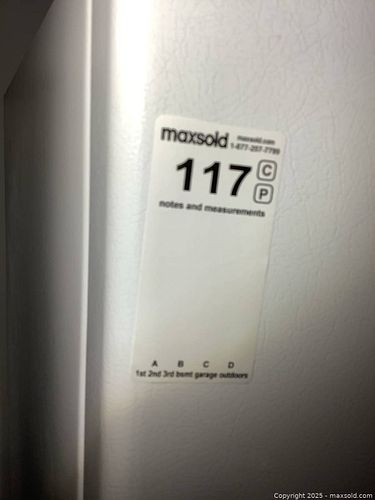 maxsold
maxsold.com
1-877-257-7799
117
C
P
notes and measurements
A B C D
1st 2nd 3rd bsmt garage outdoors
Copyright © 2025 - maxsold.com